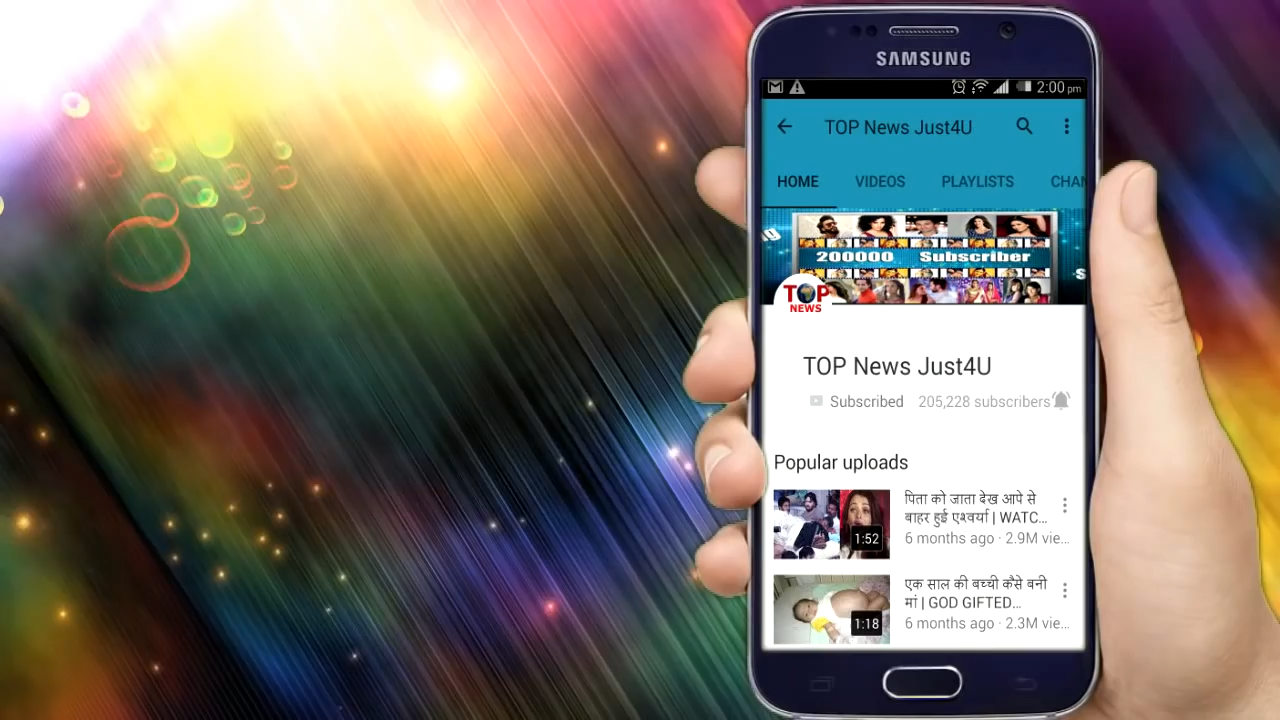 SAMSUNG
2:00 pm
TOP News Just4U
HOME VIDEOS PLAYLISTS CHAN
200000 Subscriber
TOP
NEWS
TOP News Just4U
Subscribed 205,228 subscribers
Popular uploads
पिता को जाता देख आपे से
बाहर हुई एश्वर्या | WATC...
1:52
6 months ago · 2.9M vie...
एक साल की बच्ची कैसे बनी
मां | GOD GIFTED...
1:18
6 months ago · 2.3M vie...